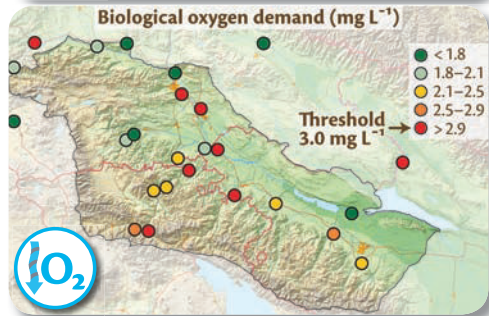 Biological oxygen demand (mg L⁻¹)
< 1.8
1.8–2.1
2.1–2.5
2.5–2.9
> 2.9
Threshold
3.0 mg L⁻¹
O₂